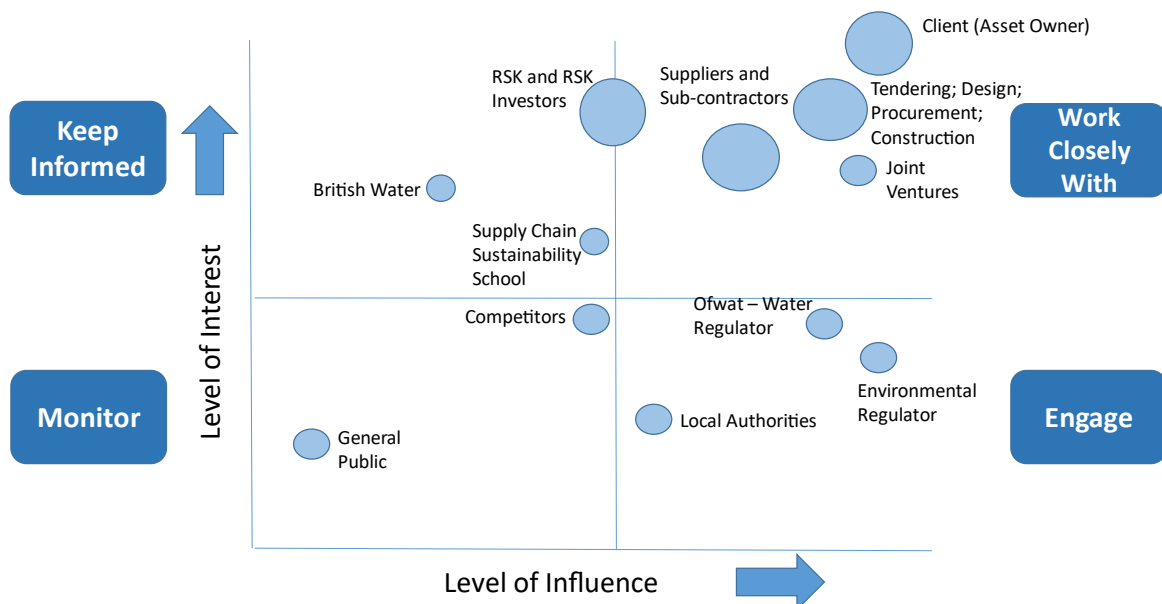 Client (Asset Owner)
RSK and RSK
Investors
Suppliers and
Sub-contractors
Tendering; Design;
Procurement;
Construction
Keep
Informed
Work
Closely
With
British Water
Joint
Ventures
Supply Chain
Sustainability
School
Level of Interest
Competitors
Ofwat – Water
Regulator
Environmental
Regulator
Monitor
General
Public
Local Authorities
Engage
Level of Influence